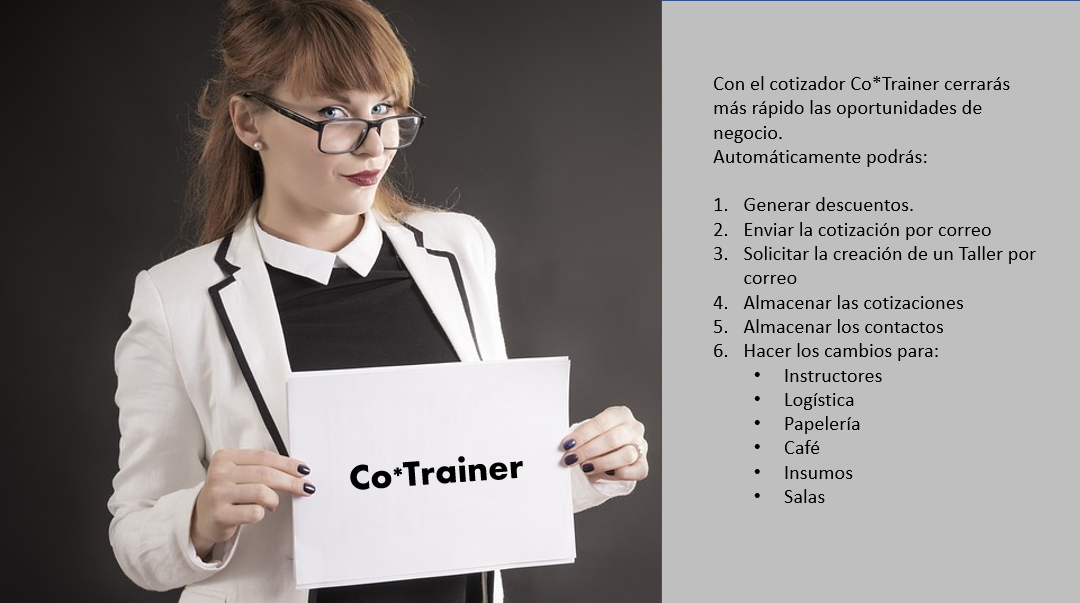 Co*Trainer
Con el cotizador Co*Trainer cerrarás
más rápido las oportunidades de
negocio.
Automáticamente podrás:
1. Generar descuentos.
2. Enviar la cotización por correo
3. Solicitar la creación de un Taller por
correo
4. Almacenar las cotizaciones
5. Almacenar los contactos
6. Hacer los cambios para:
• Instructores
• Logística
• Papelería
• Café
• Insumos
• Salas